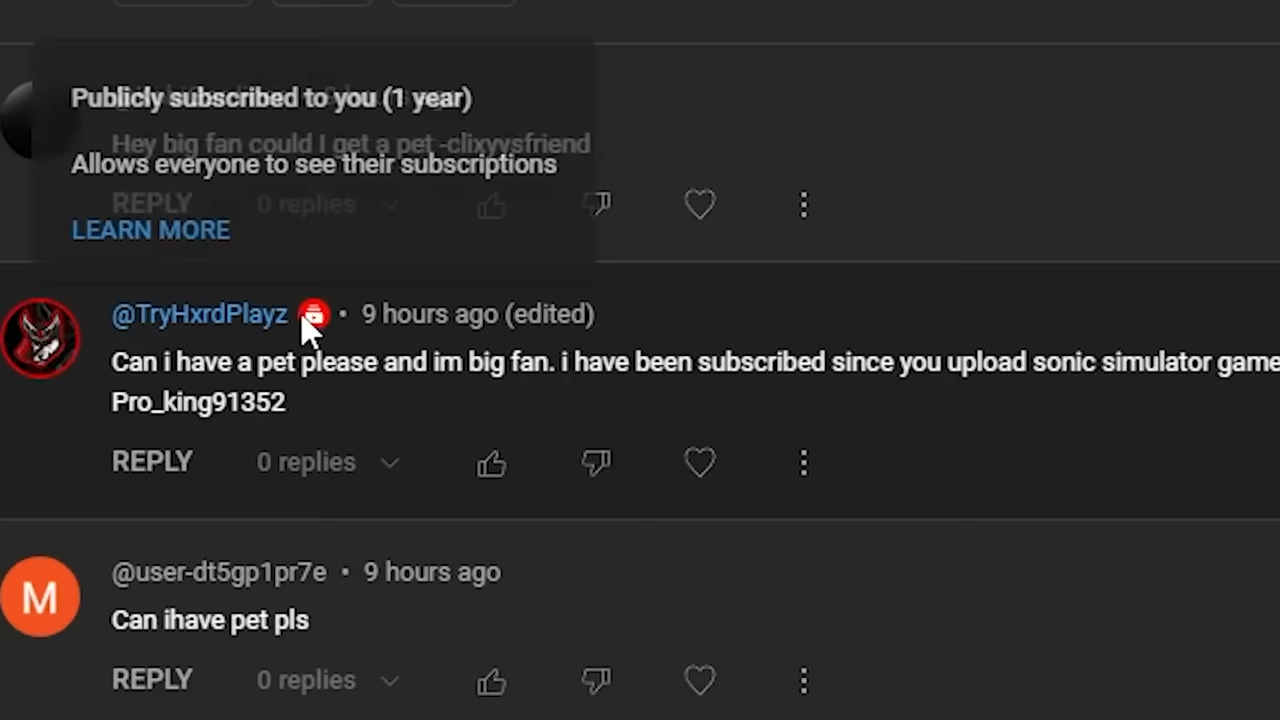 Publicly subscribed to you (1 year)
Hey big fan could I get a pet -clixyvsfriend
Allows everyone to see their subscriptions
REPLY 0 replies
LEARN MORE
@TryHxrdPlayz • 9 hours ago (edited)
Can i have a pet please and im big fan. i have been subscribed since you upload sonic simulator game
Pro_king91352
REPLY 0 replies
M
@user-dt5gp1pr7e • 9 hours ago
Can ihave pet pls
REPLY 0 replies